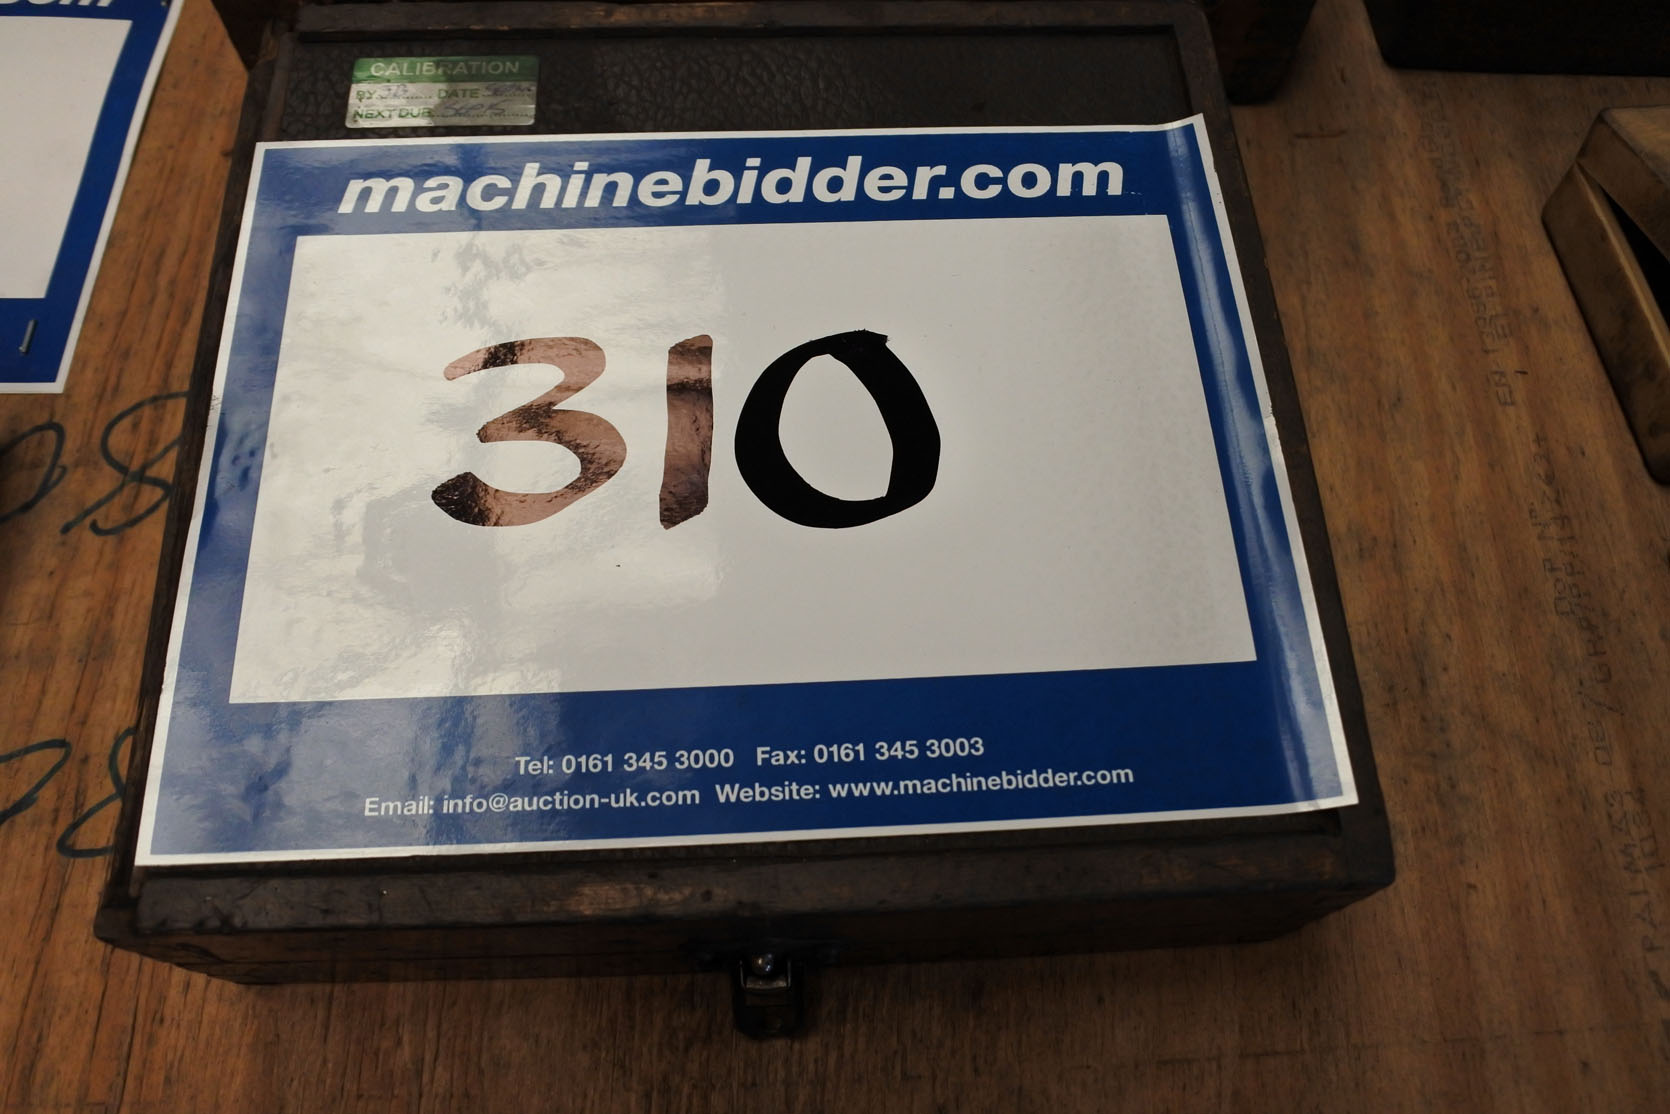 CALIBRATION
BY DATE
NEXT DUE
machinebidder.com
310
Tel: 0161 345 3000 Fax: 0161 345 3003
Email: info@auction-uk.com Website: www.machinebidder.com